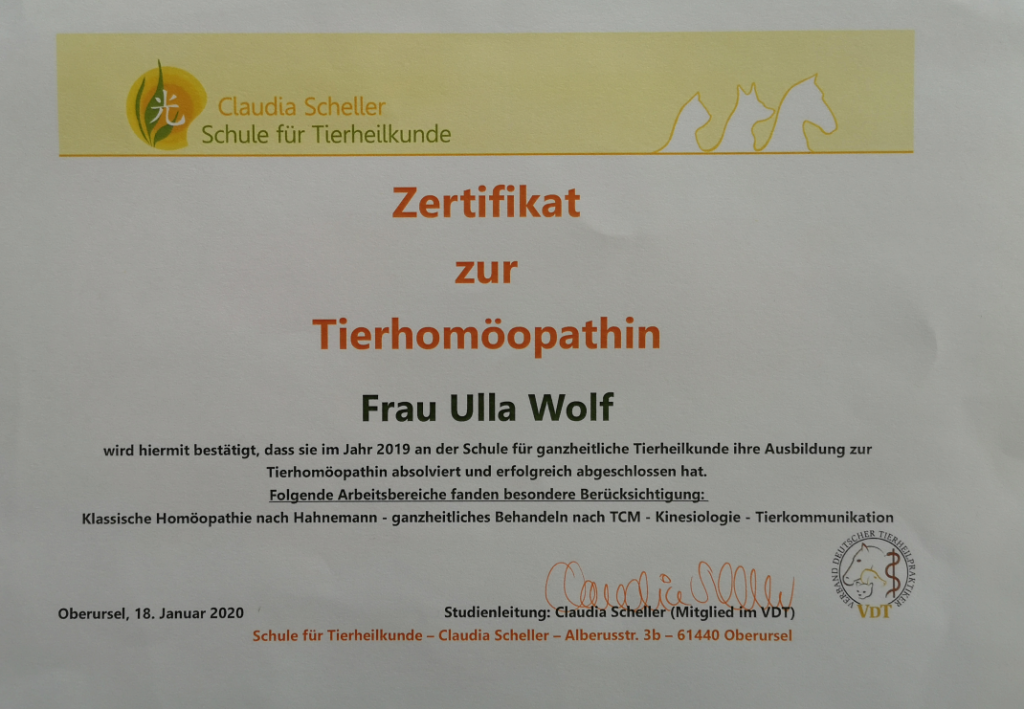 光
Claudia Scheller
Schule für Tierheilkunde
Zertifikat
zur
Tierhomöopathin
Frau Ulla Wolf
wird hiermit bestätigt, dass sie im Jahr 2019 an der Schule für ganzheitliche Tierheilkunde ihre Ausbildung zur
Tierhomöopathin absolviert und erfolgreich abgeschlossen hat.
Folgende Arbeitsbereiche fanden besondere Berücksichtigung:
Klassische Homöopathie nach Hahnemann - ganzheitliches Behandeln nach TCM - Kinesiologie - Tierkommunikation
VERBAND DEUTSCHER TIERHEILPRAKTIKER
VDT
Claudia Scheller
Oberursel, 18. Januar 2020
Studienleitung: Claudia Scheller (Mitglied im VDT)
Schule für Tierheilkunde – Claudia Scheller – Alberusstr. 3b – 61440 Oberursel